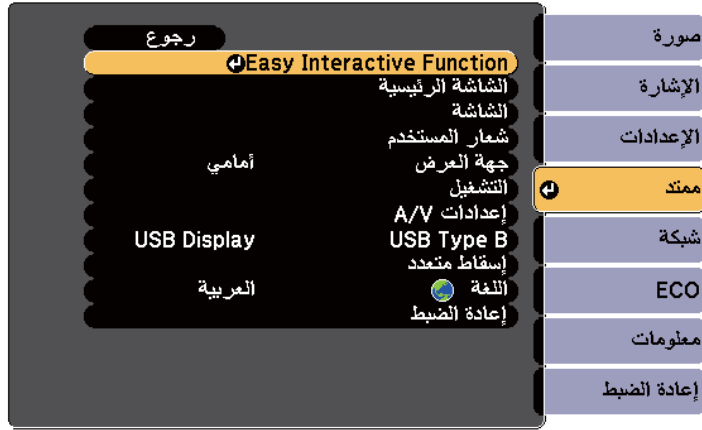 رجوع
Easy Interactive Function
الشاشة الرئيسية
الشاشة
شعار المستخدم
جهة العرض أمامي
التشغيل
إعدادات A/V
USB Type B USB Display
إسقاط متعدد
اللغة العربية
إعادة الضبط
صورة
الإشارة
الإعدادات
ممتد
شبكة
ECO
معلومات
إعادة الضبط